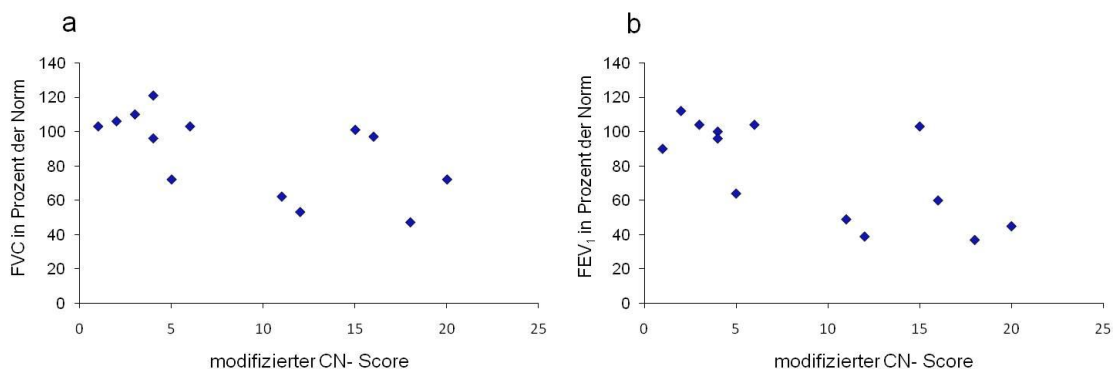 a
FVC in Prozent der Norm
140
120
100
80
60
40
20
0
0 5 10 15 20 25
modifizierter CN- Score
b
FEV₁ in Prozent der Norm
140
120
100
80
60
40
20
0
0 5 10 15 20 25
modifizierter CN- Score